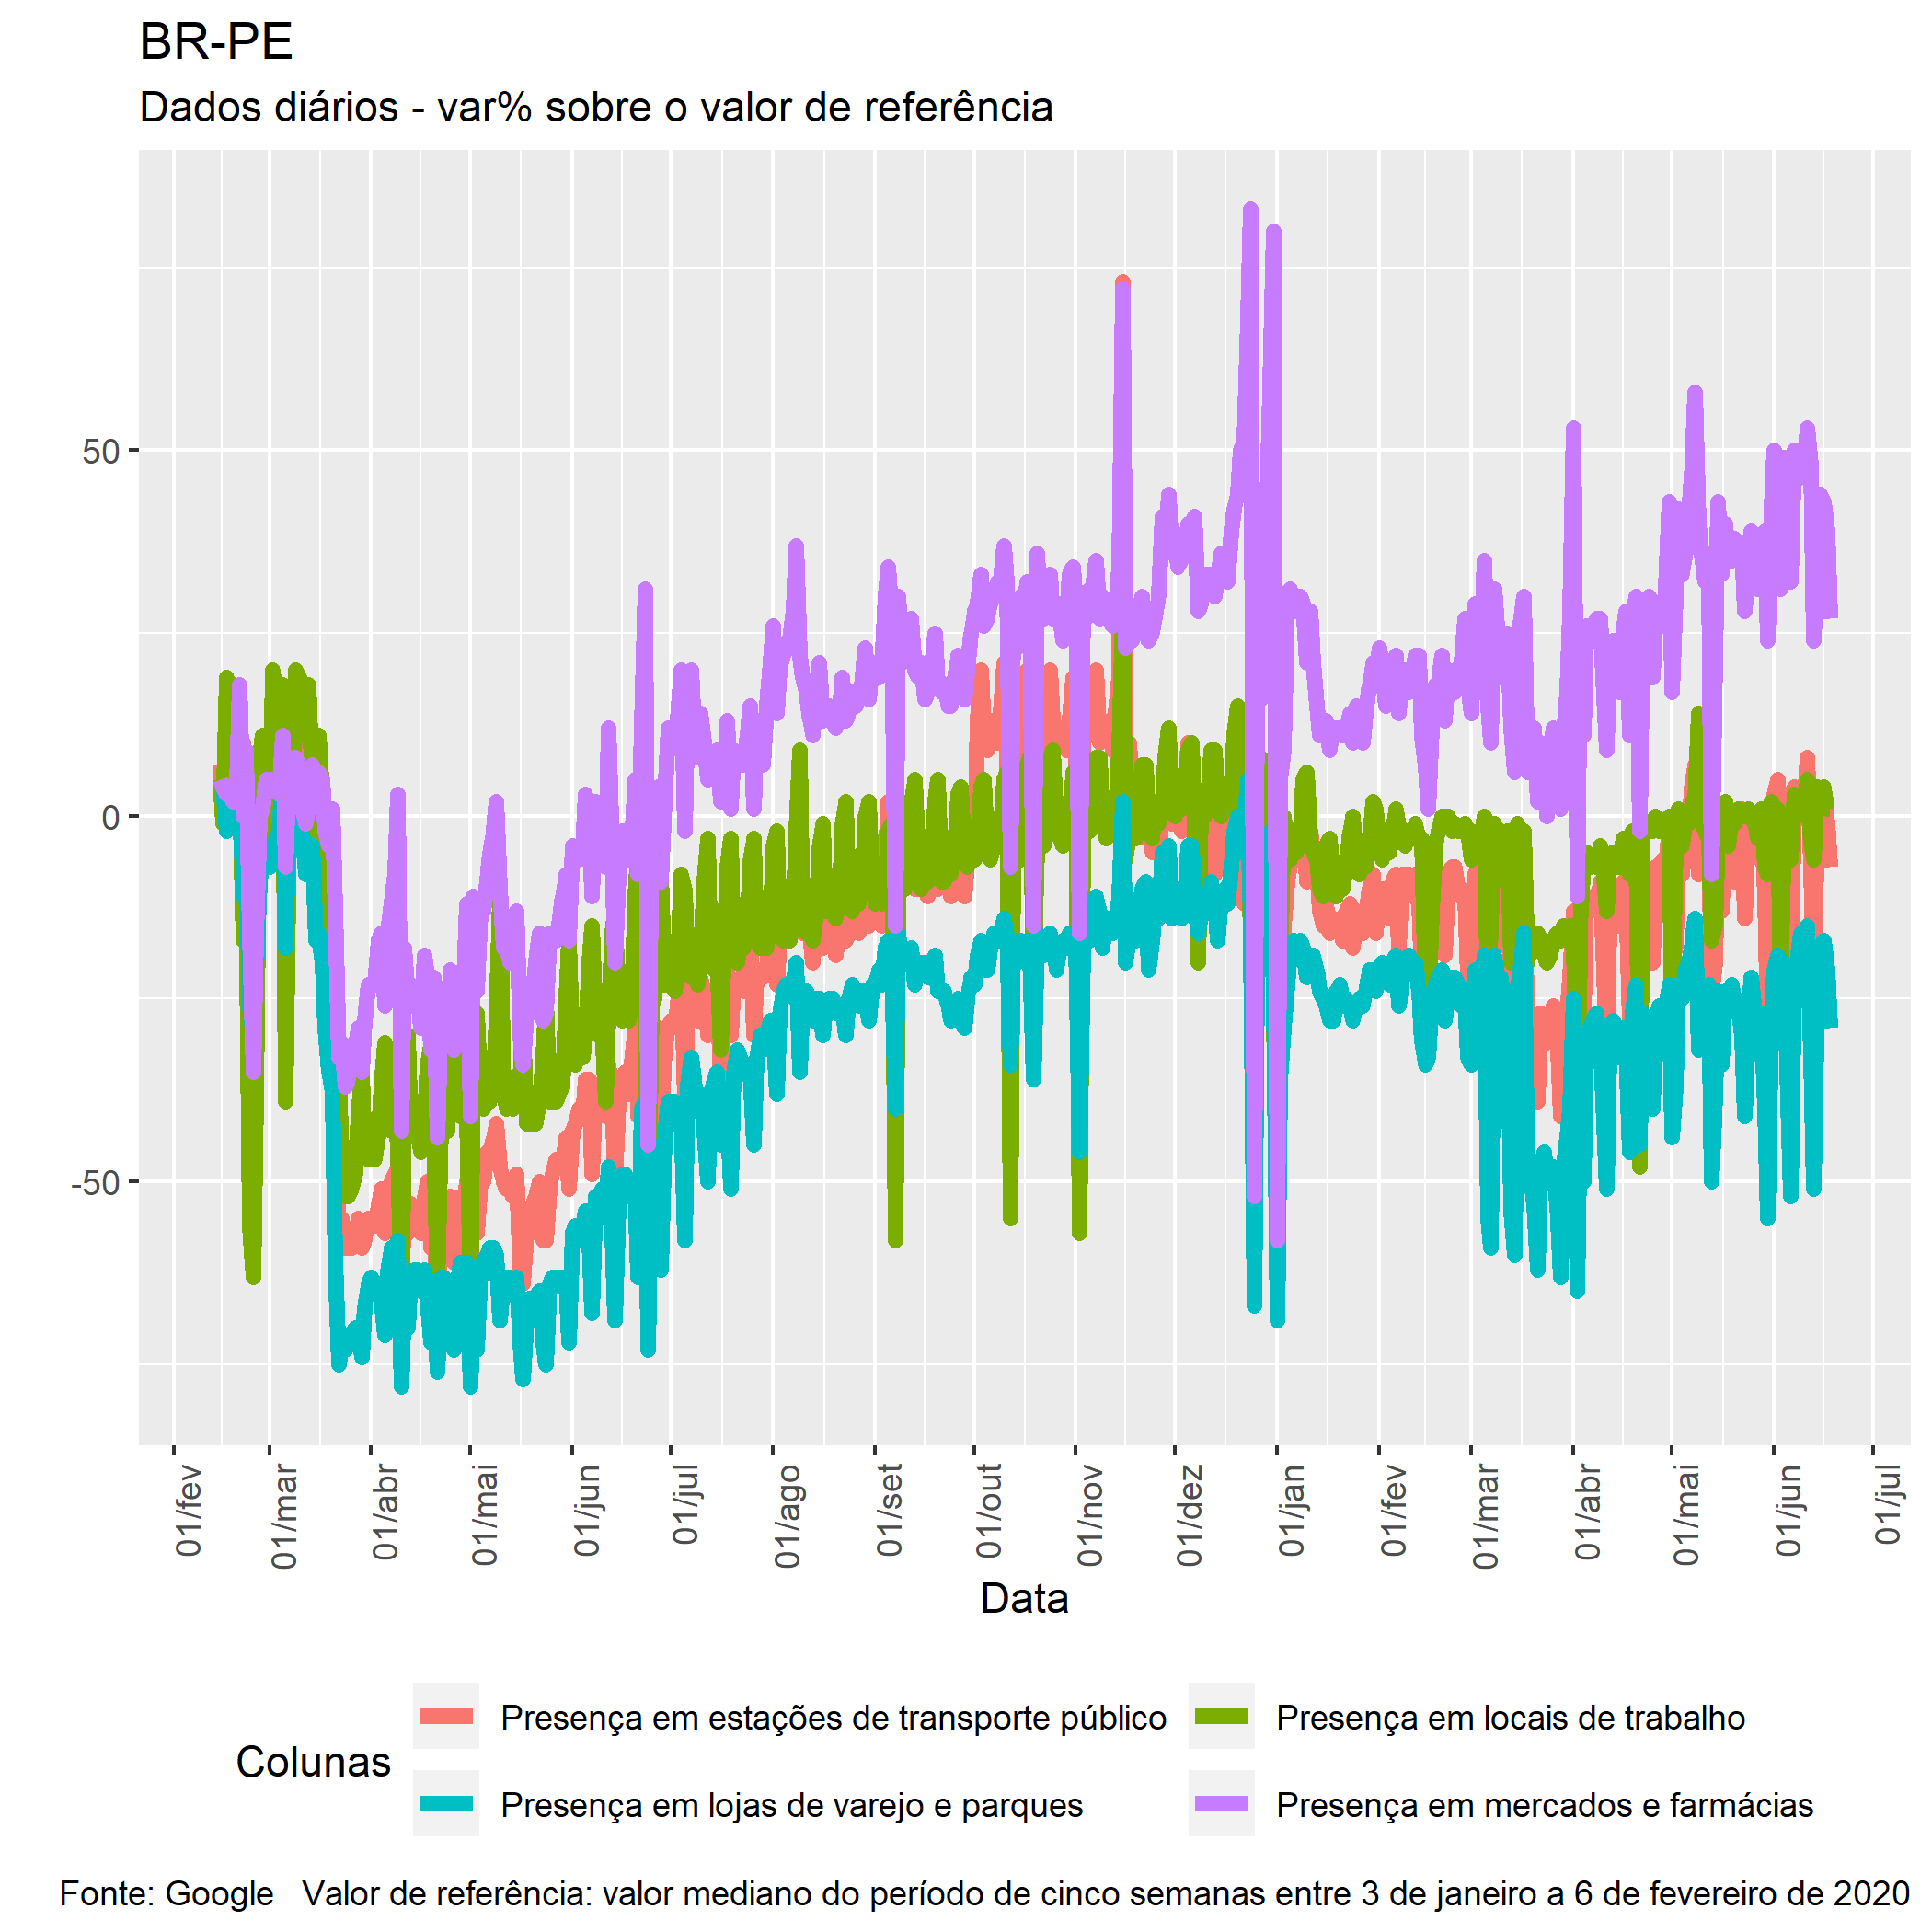 BR-PE
Dados diários - var% sobre o valor de referência
50
0
-50
01/fev
01/mar
01/abr
01/mai
01/jun
01/jul
01/ago
01/set
01/out
01/nov
01/dez
01/jan
01/fev
01/mar
01/abr
01/mai
01/jun
01/jul
Data
Colunas
Presença em estações de transporte público
Presença em locais de trabalho
Presença em lojas de varejo e parques
Presença em mercados e farmácias
Fonte: Google   Valor de referência: valor mediano do período de cinco semanas entre 3 de janeiro a 6 de fevereiro de 2020